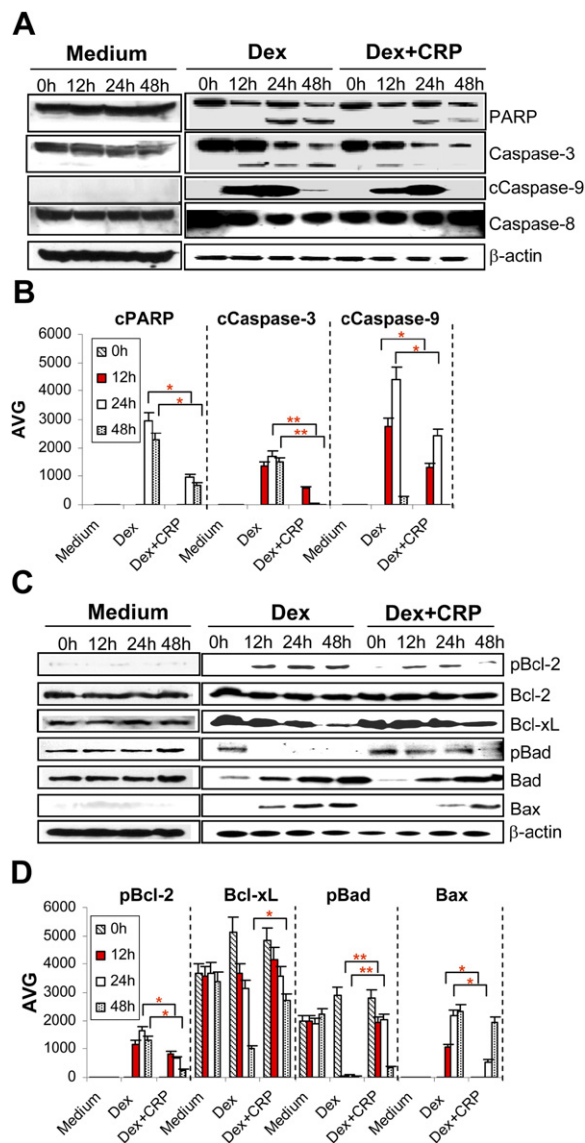 A
Medium Dex Dex+CRP
0h 12h 24h 48h 0h 12h 24h 48h 0h 12h 24h 48h
PARP
Caspase-3
cCaspase-9
Caspase-8
β-actin
B
cPARP cCaspase-3 cCaspase-9
6000
5000
4000
3000
2000
1000
0
AVG
0h
12h
24h
48h
* * ** ** * *
Medium Dex Dex+CRP Medium Dex Dex+CRP Medium Dex Dex+CRP
C
Medium Dex Dex+CRP
0h 12h 24h 48h 0h 12h 24h 48h 0h 12h 24h 48h
pBcl-2
Bcl-2
Bcl-xL
pBad
Bad
Bax
β-actin
D
pBcl-2 Bcl-xL pBad Bax
6000
5000
4000
3000
2000
1000
0
AVG
0h
12h
24h
48h
* * * ** ** * *
Medium Dex Dex+CRP Medium Dex Dex+CRP Medium Dex Dex+CRP Medium Dex Dex+CRP